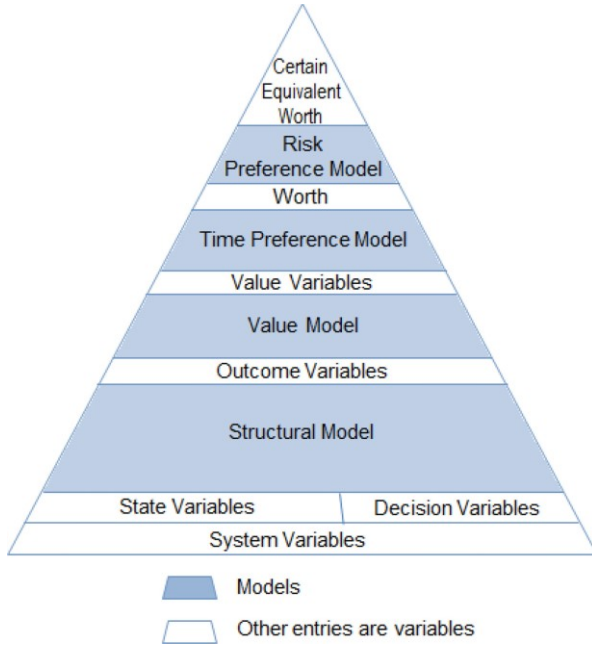 Certain
Equivalent
Worth
Risk
Preference Model
Worth
Time Preference Model
Value Variables
Value Model
Outcome Variables
Structural Model
State Variables
Decision Variables
System Variables
Models
Other entries are variables